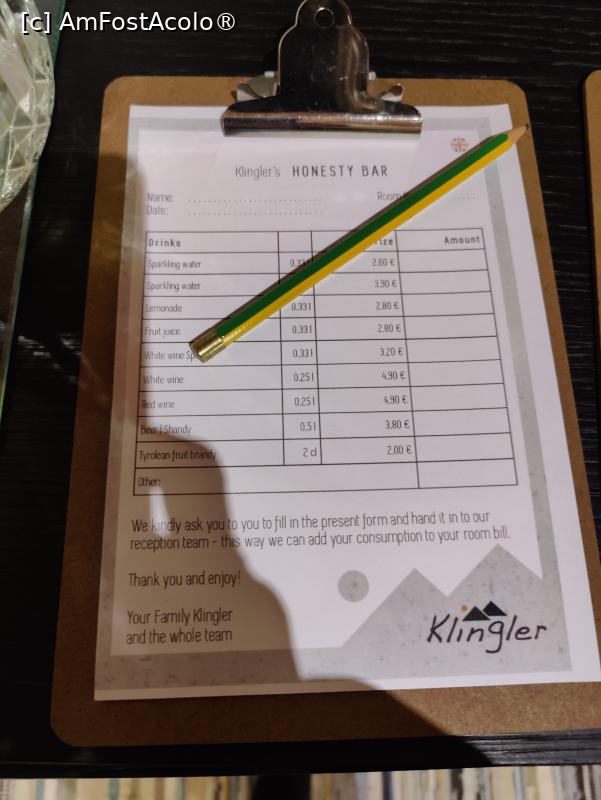 [c] AmFostAcolo®
Klingler's HONESTY BAR
Name: ............................ Room
Date: ............................
Drinks Amount
Sparkling water 0,33 l 2,60 €
Sparkling water 3,90 €
Lemonade 0,33 l 2,80 €
Fruit juice 0,33 l 2,80 €
White wine 0,33 l 3,20 €
White wine 0,25 l 4,90 €
Red wine 0,25 l 4,90 €
Beer | Shandy 0,5 l 3,80 €
Tyrolean fruit brandy 2 cl 2,00 €
Other:
We kindly ask you to you to fill in the present form and hand it in to our
reception team - this way we can add your consumption to your room bill.
Thank you and enjoy!
Your Family Klingler
and the whole team
Klingler